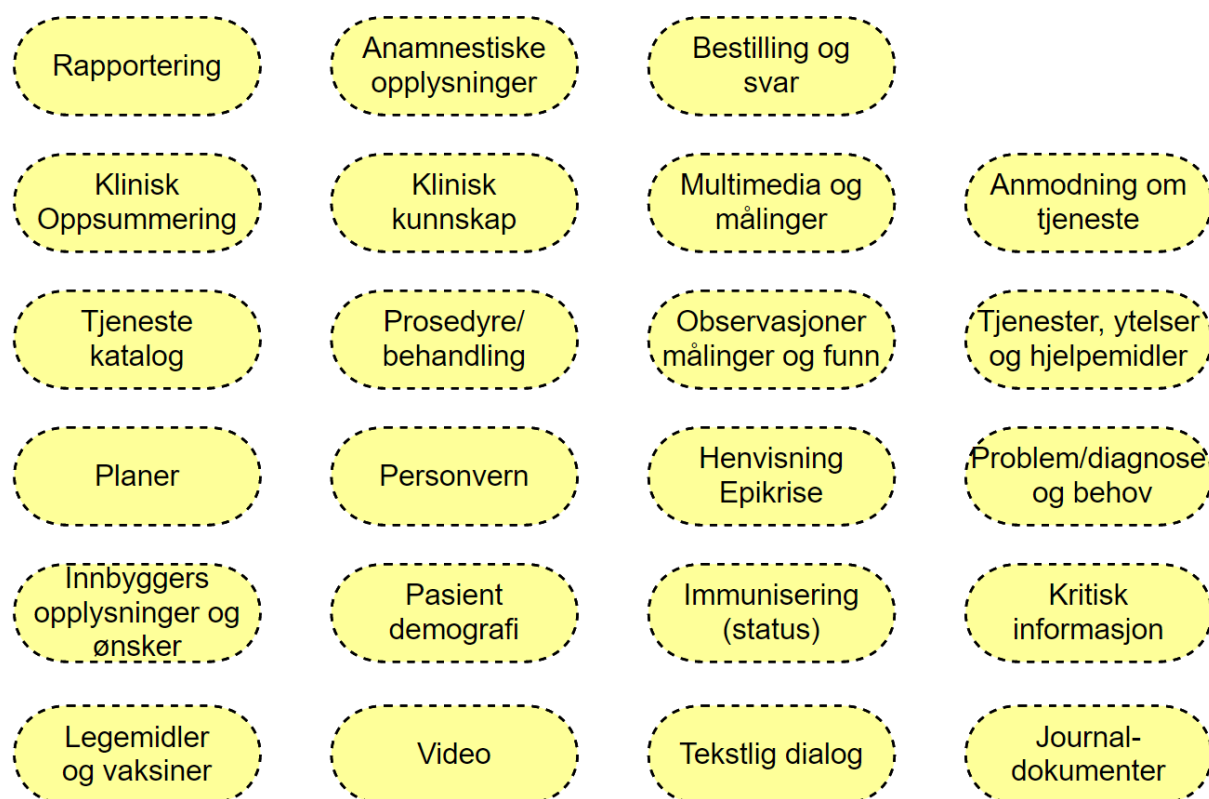 Rapportering
Anamnestiske
opplysninger
Bestilling og
svar
Klinisk
Oppsummering
Klinisk
kunnskap
Multimedia og
målinger
Anmodning om
tjeneste
Tjeneste
katalog
Prosedyre/
behandling
Observasjoner
målinger og funn
Tjenester, ytelser
og hjelpemidler
Planer
Personvern
Henvisning
Epikrise
Problem/diagnose
og behov
Innbyggers
opplysninger og
ønsker
Pasient
demografi
Immunisering
(status)
Kritisk
informasjon
Legemidler
og vaksiner
Video
Tekstlig dialog
Journal-
dokumenter